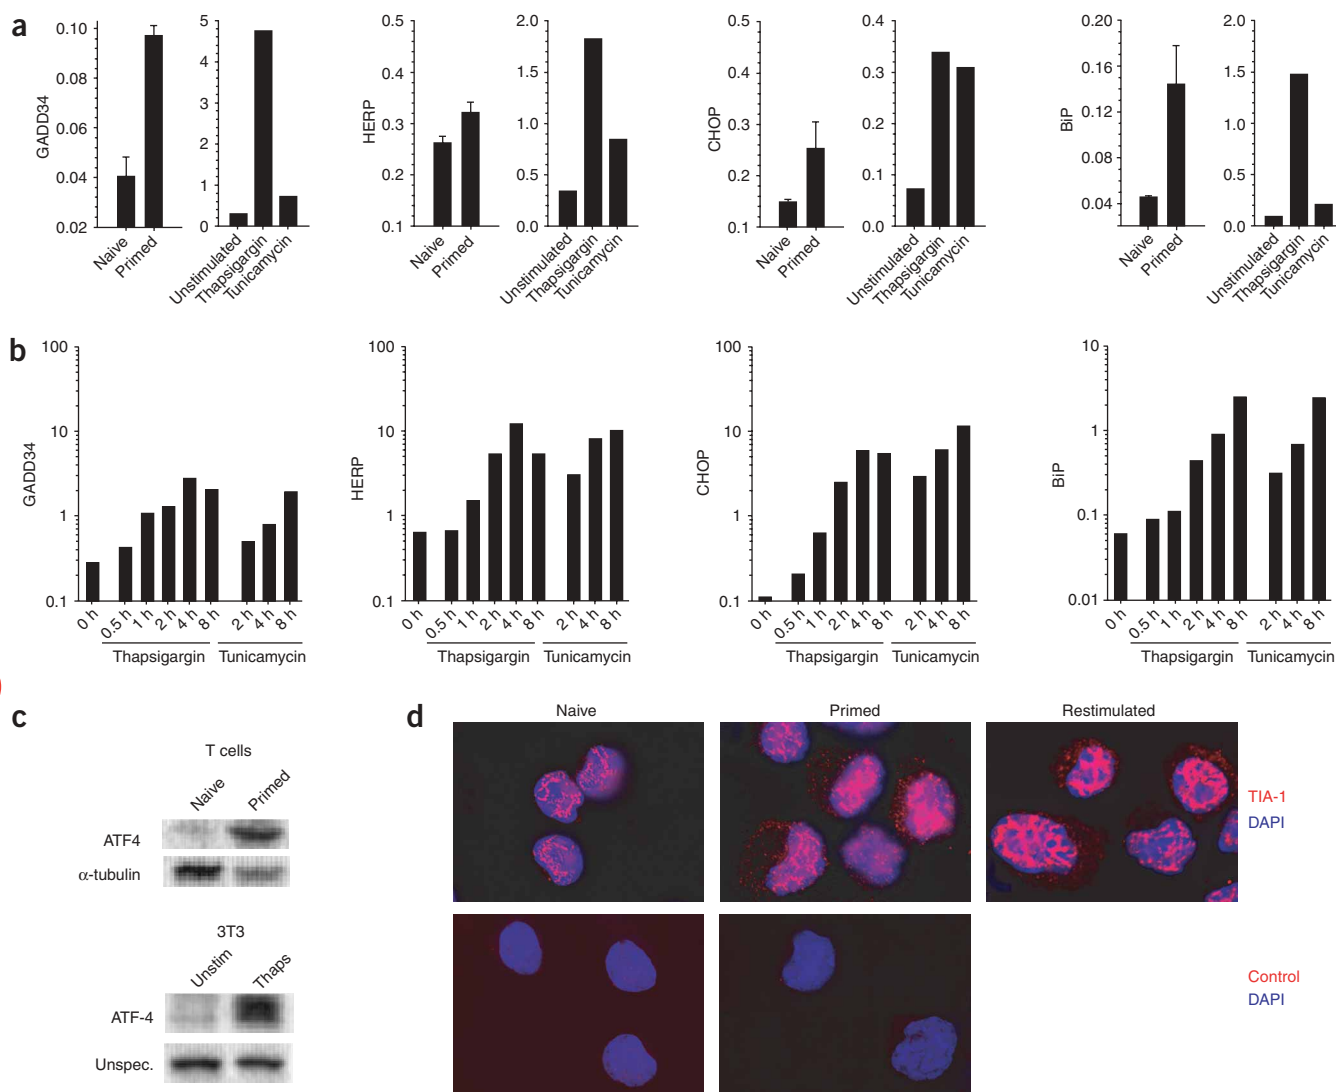 a
GADD34
0.10
0.08
0.06
0.04
0.02
Naive
Primed
5
4
3
2
1
0
Unstimulated
Thapsigargin
Tunicamycin
HERP
0.5
0.4
0.3
0.2
0.1
Naive
Primed
2.0
1.5
1.0
0.5
0.0
Unstimulated
Thapsigargin
Tunicamycin
CHOP
0.5
0.4
0.3
0.2
0.1
Naive
Primed
0.4
0.3
0.2
0.1
0.0
Unstimulated
Thapsigargin
Tunicamycin
BiP
0.20
0.16
0.12
0.08
0.04
Naive
Primed
2.0
1.5
1.0
0.5
0.0
Unstimulated
Thapsigargin
Tunicamycin
b
GADD34
100
10
1
0.1
0 h
0.5 h
1 h
2 h
4 h
8 h
2 h
4 h
8 h
Thapsigargin
Tunicamycin
HERP
100
10
1
0.1
0 h
0.5 h
1 h
2 h
4 h
8 h
2 h
4 h
8 h
Thapsigargin
Tunicamycin
CHOP
100
10
1
0.1
0 h
0.5 h
1 h
2 h
4 h
8 h
2 h
4 h
8 h
Thapsigargin
Tunicamycin
BiP
10
1
0.1
0.01
0 h
0.5 h
1 h
2 h
4 h
8 h
2 h
4 h
8 h
Thapsigargin
Tunicamycin
c
T cells
Naive
Primed
ATF4
α-tubulin
3T3
Unstim
Thaps
ATF-4
Unspec.
d
Naive
Primed
Restimulated
TIA-1
DAPI
Control
DAPI